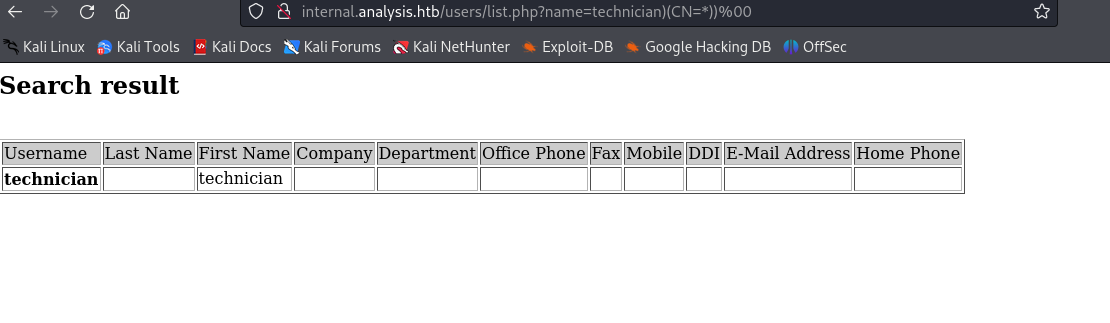 internal.analysis.htb/users/list.php?name=technician)(CN=*))%00
Kali Linux Kali Tools Kali Docs Kali Forums Kali NetHunter Exploit-DB Google Hacking DB OffSec
Search result
Username Last Name First Name Company Department Office Phone Fax Mobile DDI E-Mail Address Home Phone
technician technician